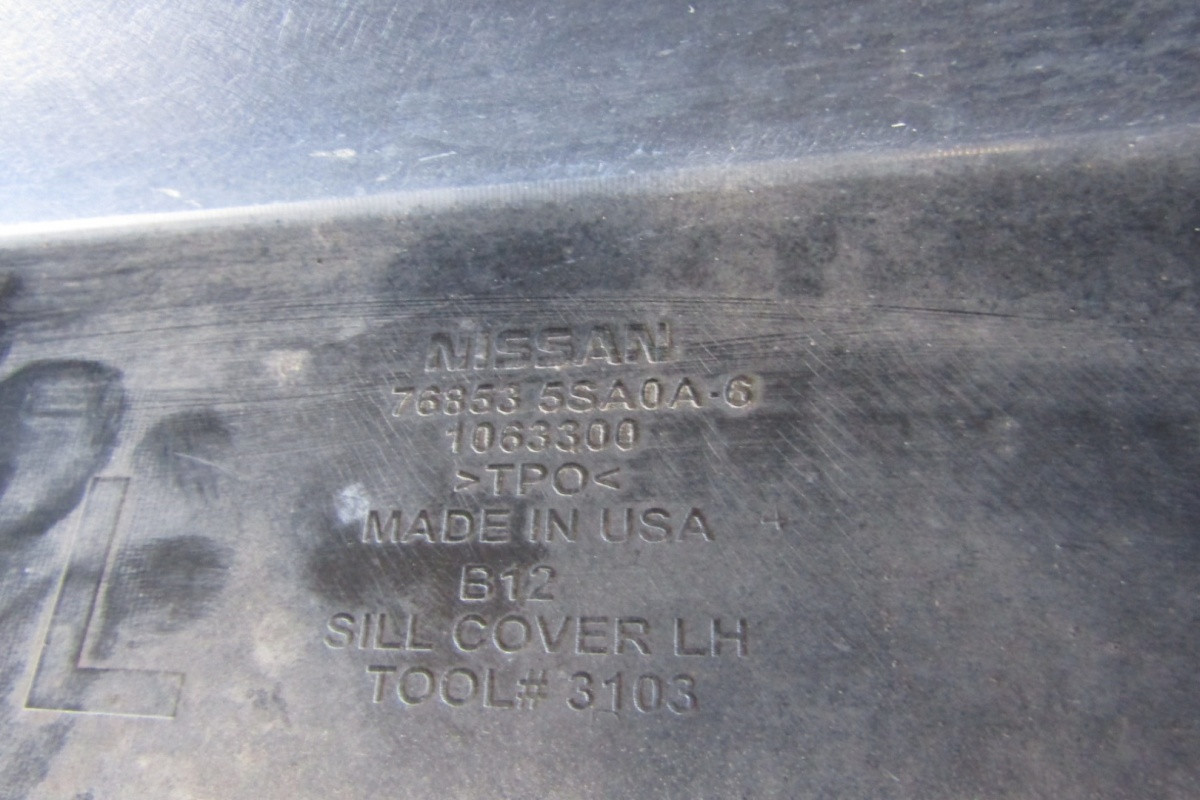 NISSAN
76853 5SA0A-6
1063300
>TPO<
MADE IN USA
B12
SILL COVER LH
TOOL# 3103
L